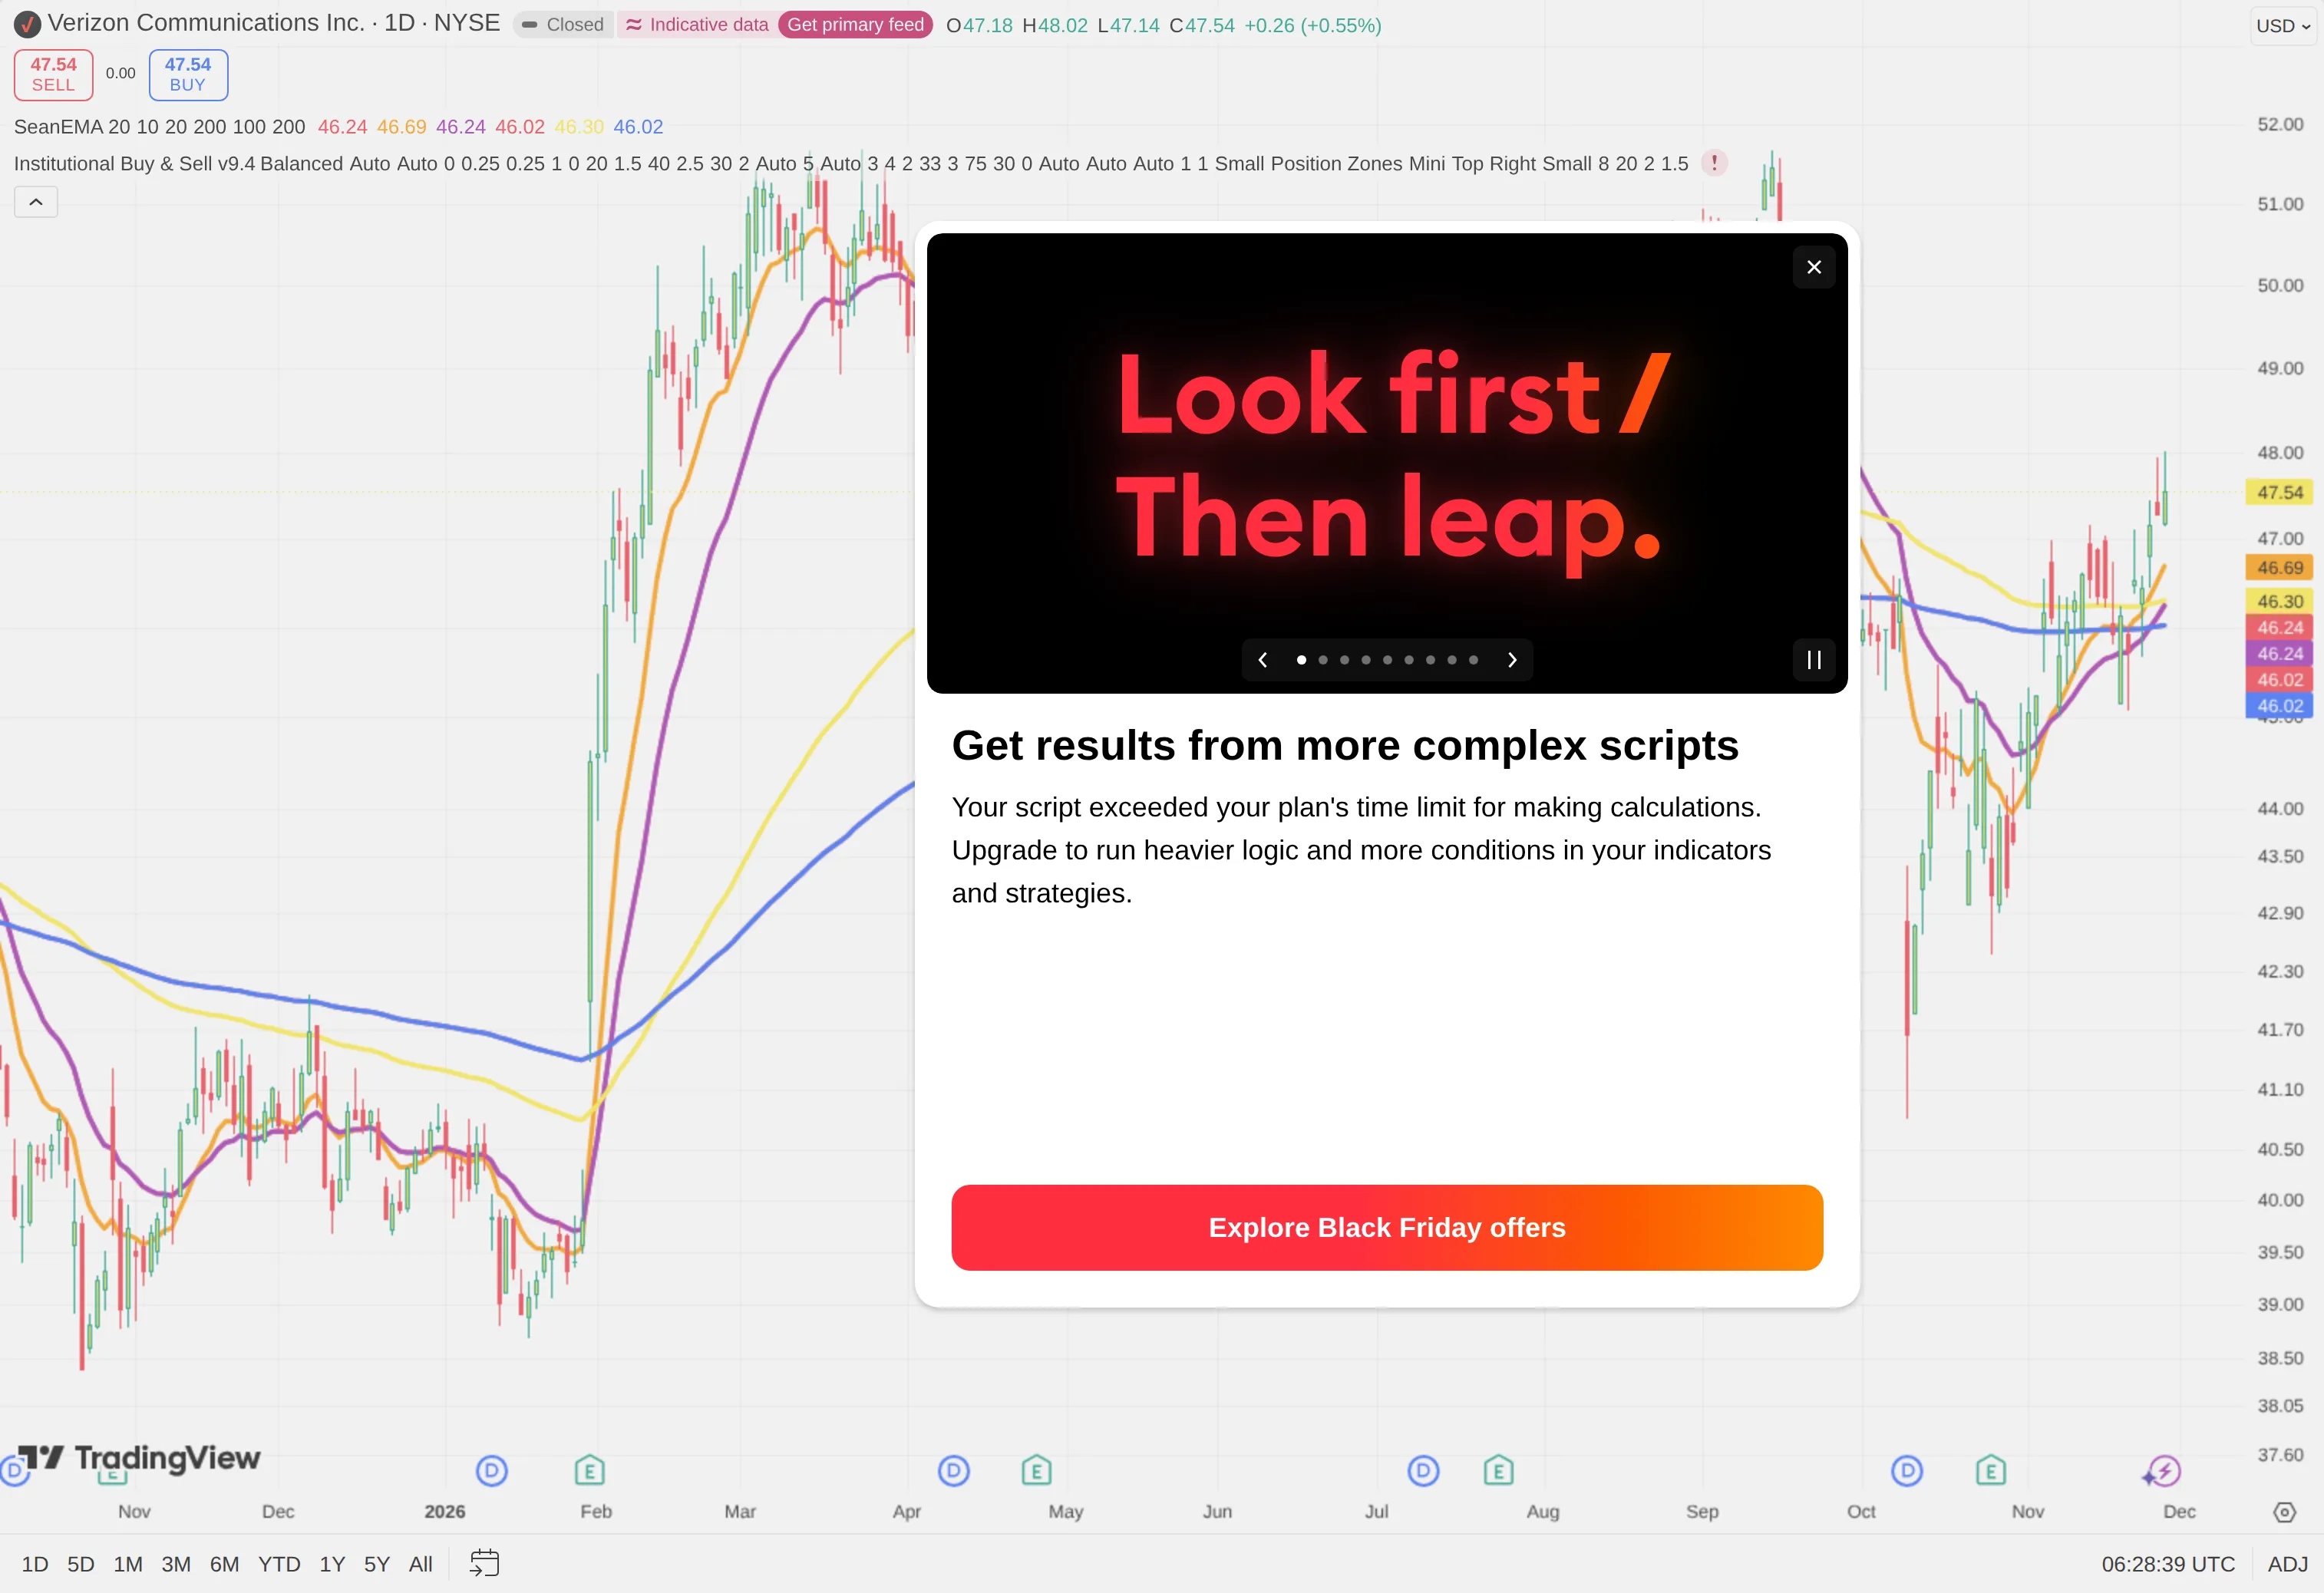 Verizon Communications Inc. · 1D · NYSE Closed Indicative data Get primary feed O47.18 H48.02 L47.14 C47.54 +0.26 (+0.55%)
USD
47.54 SELL 0.00 47.54 BUY
SeanEMA 20 10 20 200 100 200 46.24 46.69 46.24 46.02 46.30 46.02
Institutional Buy & Sell v9.4 Balanced Auto Auto 0 0.25 0.25 1 0 20 1.5 40 2.5 30 2 Auto 5 Auto 3 4 2 33 3 75 30 0 Auto Auto Auto 1 1 Small Position Zones Mini Top Right Small 8 20 2 1.5 !
Look first /
Then leap.
Get results from more complex scripts
Your script exceeded your plan's time limit for making calculations.
Upgrade to run heavier logic and more conditions in your indicators
and strategies.
Explore Black Friday offers
52.00
51.00
50.00
49.00
48.00
47.54
47.00
46.69
46.30
46.24
46.24
46.02
46.02
44.00
43.50
42.90
42.30
41.70
41.10
40.50
40.00
39.50
39.00
38.50
38.05
37.60
TradingView
D E D E D E D E D E
Nov Dec 2026 Feb Mar Apr May Jun Jul Aug Sep Oct Nov Dec
1D 5D 1M 3M 6M YTD 1Y 5Y All 06:28:39 UTC ADJ